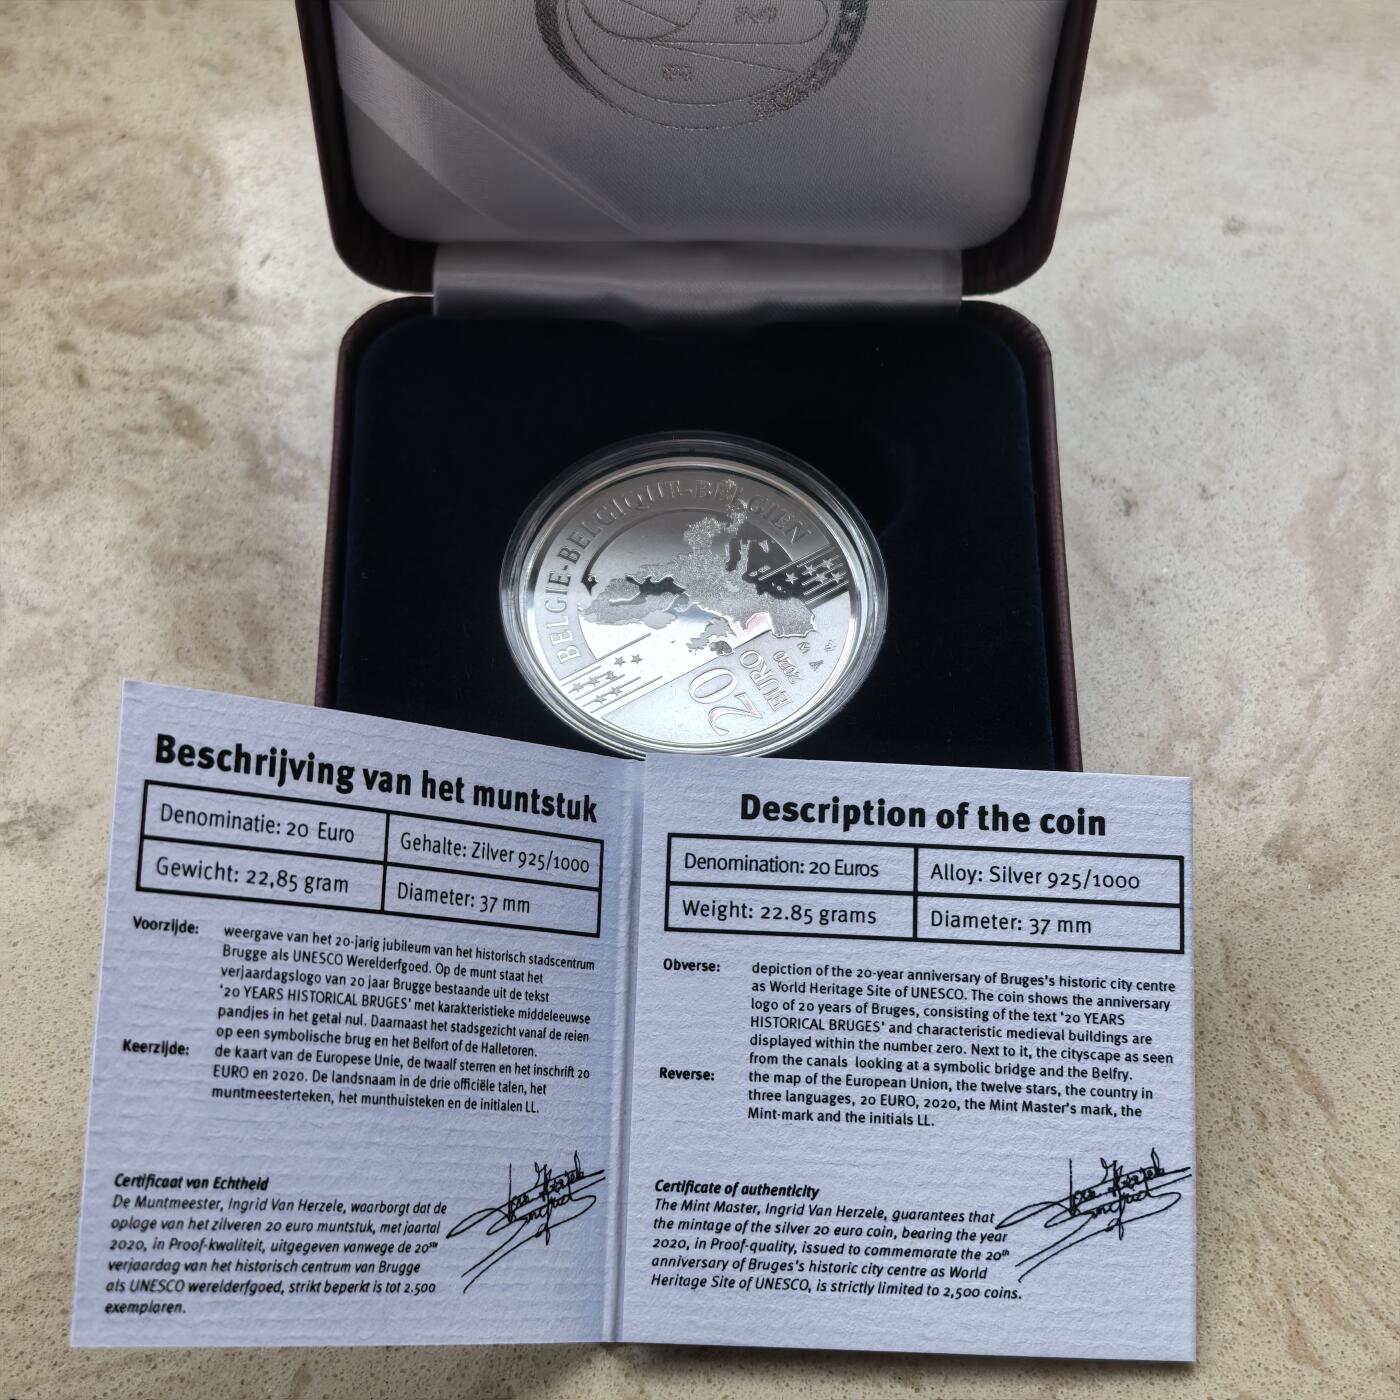 BELGIE-BELGIQUE-BELGIEN
20
EURO
2020
Beschrijving van het muntstuk
Denominatie: 20 Euro
Gehalte: Zilver 925/1000
Gewicht: 22,85 gram
Diameter: 37 mm
Voorzijde: weergave van het 20-jarig jubileum van het historisch stadscentrum
Brugge als UNESCO Werelderfgoed. Op de munt staat het
verjaardagslogo van 20 jaar Brugge bestaande uit de tekst
'20 YEARS HISTORICAL BRUGES' met karakteristieke middeleeuwse
pandjes in het getal nul. Daarnaast het stadsgezicht vanaf de reien
op een symbolische brug en het Belfort of de Halletoren.
Keerzijde: de kaart van de Europese Unie, de twaalf sterren en het inschrift 20
EURO en 2020. De landsnaam in de drie officiële talen, het
muntmeesterteken, het munthuisteken en de initialen LL.
Certificaat van Echtheid
De Muntmeester, Ingrid Van Herzele, waarborgt dat de
oplage van het zilveren 20 euro muntstuk, met jaartal
2020, in Proof-kwaliteit, uitgegeven vanwege de 20ste
verjaardag van het historisch centrum van Brugge
als UNESCO werelderfgoed, strikt beperkt is tot 2.500
exemplaren.
Description of the coin
Denomination: 20 Euros
Alloy: Silver 925/1000
Weight: 22.85 grams
Diameter: 37 mm
Obverse: depiction of the 20-year anniversary of Bruges's historic city centre
as World Heritage Site of UNESCO. The coin shows the anniversary
logo of 20 years of Bruges, consisting of the text '20 YEARS
HISTORICAL BRUGES' and characteristic medieval buildings are
displayed within the number zero. Next to it, the cityscape as seen
from the canals looking at a symbolic bridge and the Belfry.
Reverse: the map of the European Union, the twelve stars, the country in
three languages, 20 EURO, 2020, the Mint Master's mark, the
Mint-mark and the initials LL.
Certificate of authenticity
The Mint Master, Ingrid Van Herzele, guarantees that
the mintage of the silver 20 euro coin, bearing the year
2020, in Proof-quality, issued to commemorate the 20th
anniversary of Bruges's historic city centre as World
Heritage Site of UNESCO, is strictly limited to 2,500 coins.